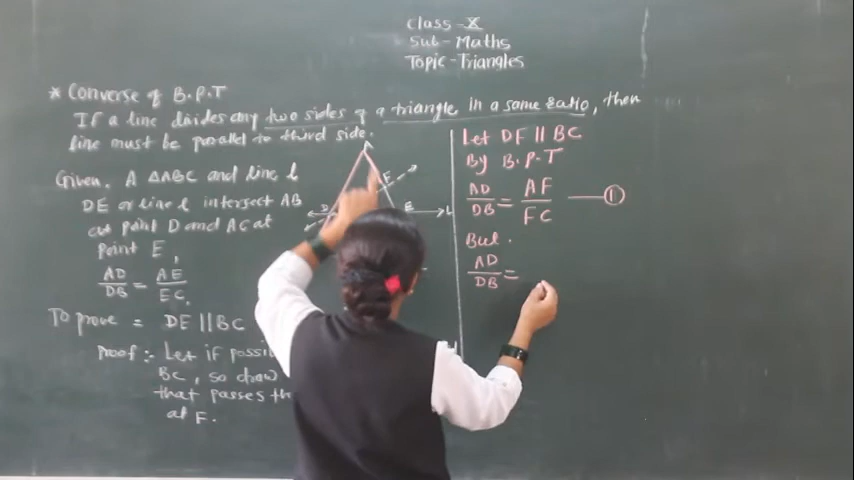 Class - X
Sub - Maths
Topic - Triangles
* Converse of B.P.T
If a line divides any two sides of a triangle in a same ratio, then
line must be parallel to third side.
Given. A ΔABC and line l
DE or line l intersect AB
at point D and AC at
Point E,
AD/DB = AE/EC.
To prove = DE || BC
Proof :- Let if possi
BC, so draw
that passes th
at F.
A
F
D
E
L
Let DF || BC
By B.P.T
AD/DB = AF/FC —— ①
But.
AD/DB =